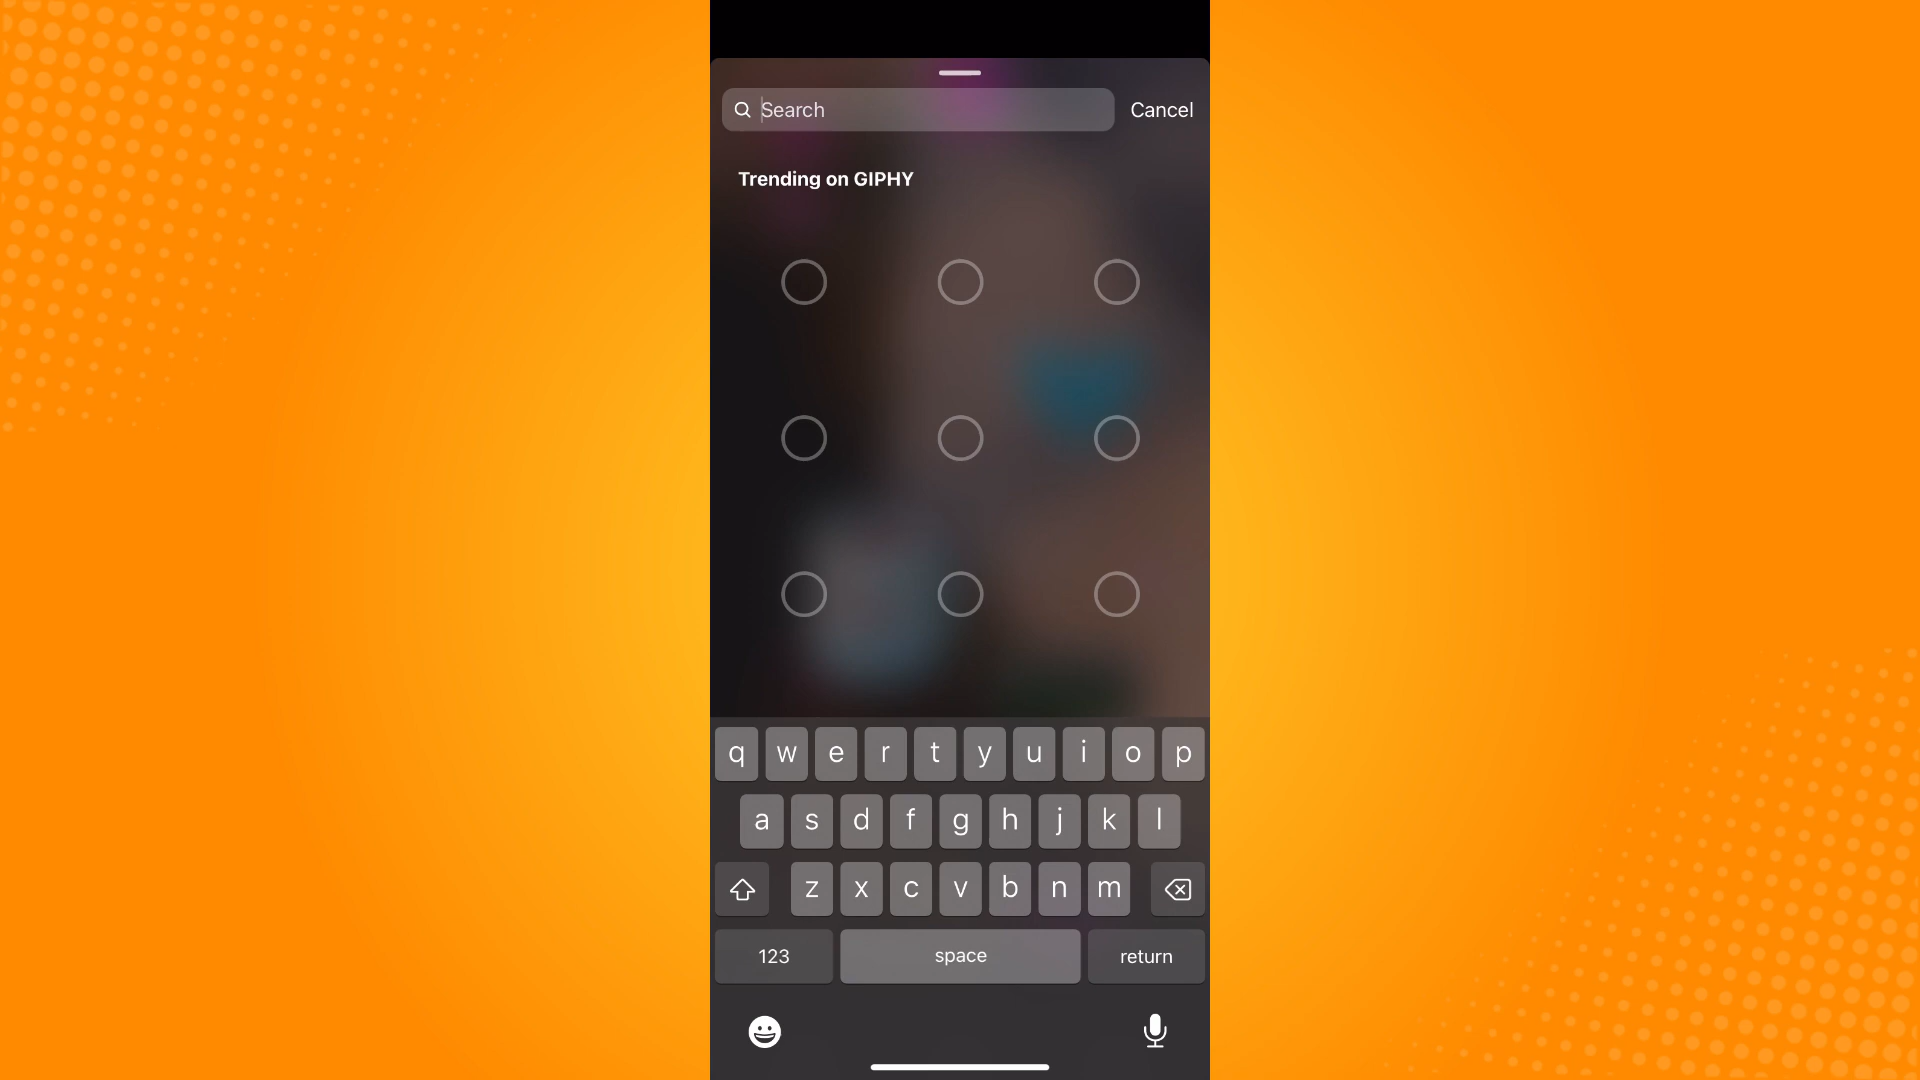 Search
Cancel
Trending on GIPHY
q w e r t y u i o p
a s d f g h j k l
z x c v b n m
123 space return